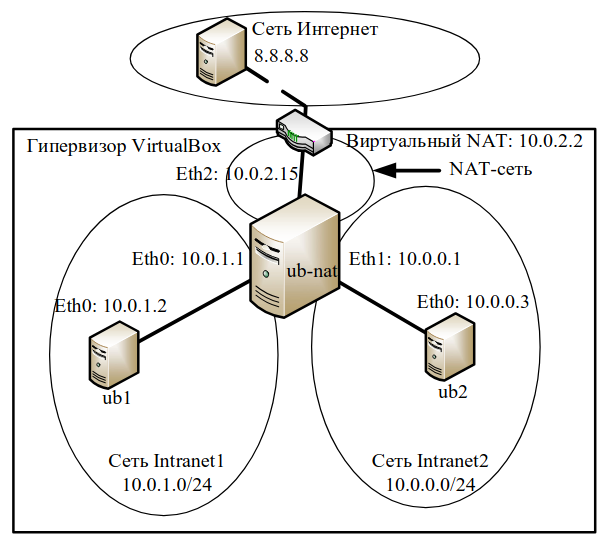 Сеть Интернет
8.8.8.8
Гипервизор VirtualBox
Виртуальный NAT: 10.0.2.2
Eth2: 10.0.2.15
NAT-сеть
Eth0: 10.0.1.1
ub-nat
Eth1: 10.0.0.1
Eth0: 10.0.1.2
Eth0: 10.0.0.3
ub1
ub2
Сеть Intranet1
10.0.1.0/24
Сеть Intranet2
10.0.0.0/24